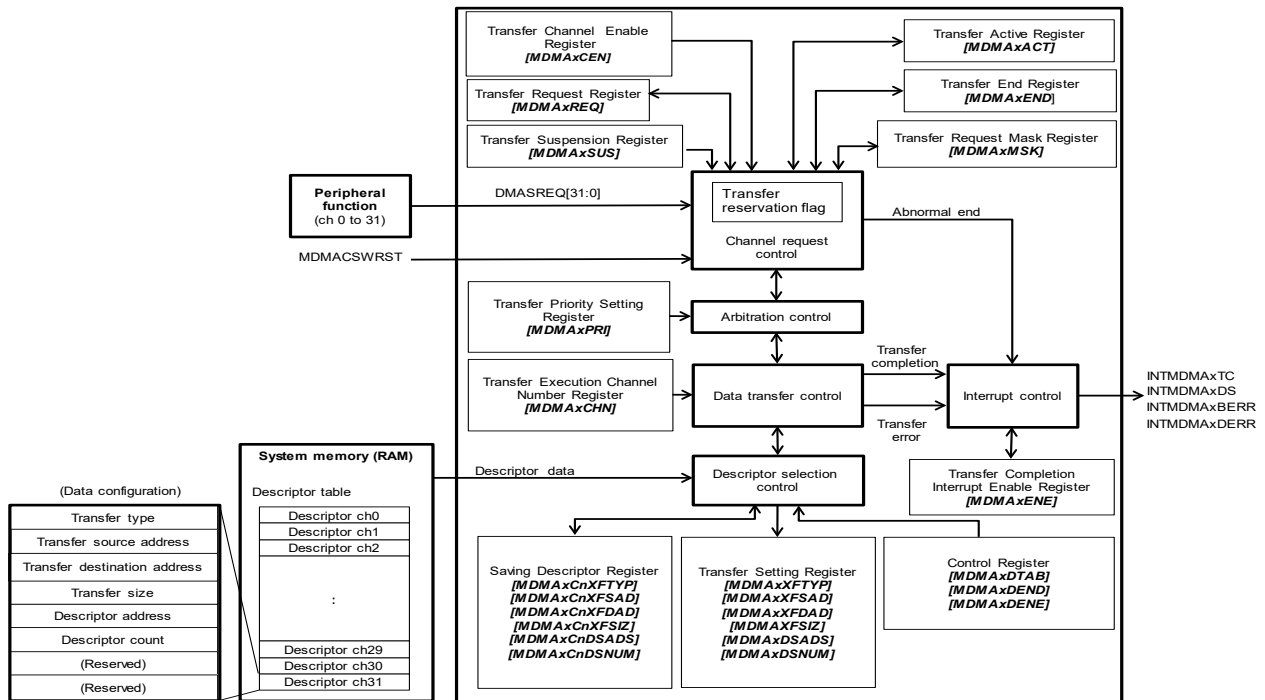 Transfer Channel Enable
Register
[MDMAxCEN]
Transfer Active Register
[MDMAxACT]
Transfer Request Register
[MDMAxREQ]
Transfer End Register
[MDMAxEND]
Transfer Suspension Register
[MDMAxSUS]
Transfer Request Mask Register
[MDMAxMSK]
Peripheral
function
(ch 0 to 31)
DMASREQ[31:0]
Transfer
reservation flag
Channel request
control
Abnormal end
MDMACSWRST
Transfer Priority Setting
Register
[MDMAxPRI]
Arbitration control
Transfer Execution Channel
Number Register
[MDMAxCHN]
Data transfer control
Transfer
completion
Transfer
error
Interrupt control
INTMDMAxTC
INTMDMAxDS
INTMDMAxBERR
INTMDMAxDERR
System memory (RAM)
Descriptor data
Descriptor selection
control
Transfer Completion
Interrupt Enable Register
[MDMAxENE]
(Data configuration)
Transfer type
Transfer source address
Transfer destination address
Transfer size
Descriptor address
Descriptor count
(Reserved)
(Reserved)
Descriptor table
Descriptor ch0
Descriptor ch1
Descriptor ch2
:
Descriptor ch29
Descriptor ch30
Descriptor ch31
Saving Descriptor Register
[MDMAxCnXFTYP]
[MDMAxCnXFSAD]
[MDMAxCnXFDAD]
[MDMAxCnXFSIZ]
[MDMAxCnDSADS]
[MDMAxCnDSNUM]
Transfer Setting Register
[MDMAxXFTYP]
[MDMAxXFSAD]
[MDMAxXFDAD]
[MDMAXFSIZ]
[MDMAxDSADS]
[MDMAxDSNUM]
Control Register
[MDMAxDTAB]
[MDMAxDEND]
[MDMAxDENE]